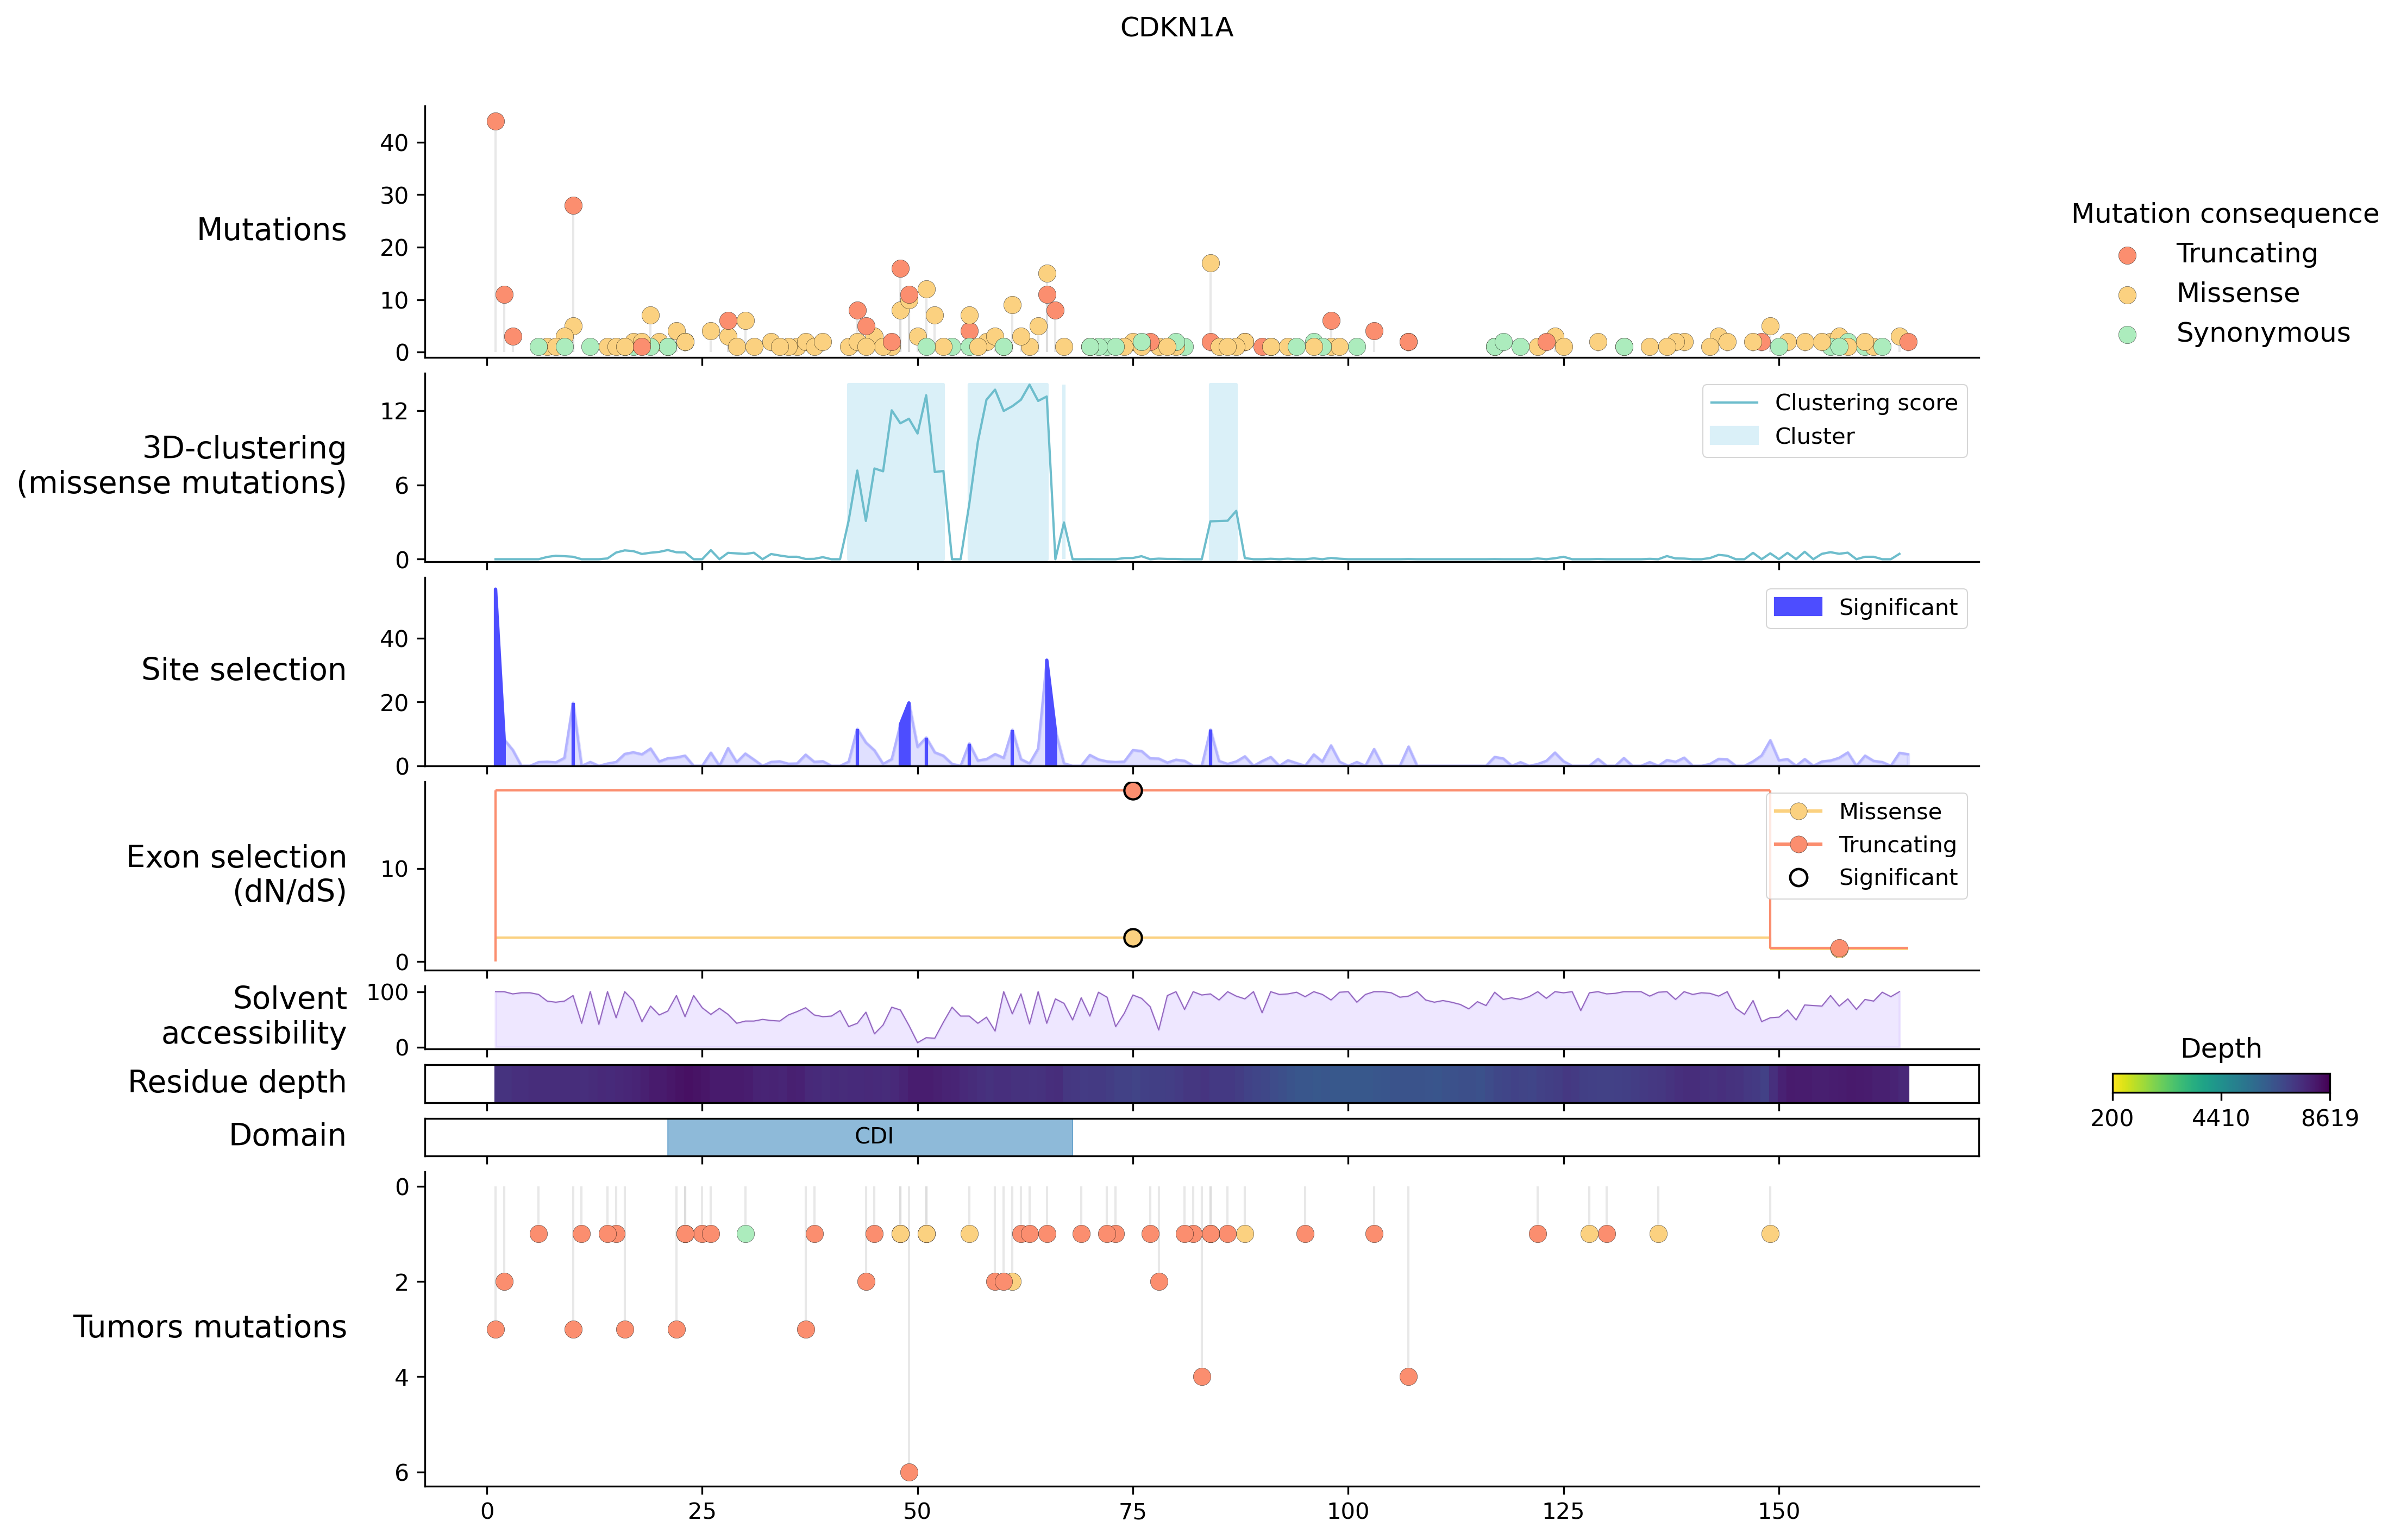 CDKN1A
Mutations
40
30
20
10
0
Mutation consequence
Truncating
Missense
Synonymous
3D-clustering
(missense mutations)
12
6
0
Clustering score
Cluster
Site selection
40
20
0
Significant
Exon selection
(dN/dS)
10
0
Missense
Truncating
Significant
Solvent
accessibility
100
0
Residue depth
Depth
200 4410 8619
Domain
CDI
Tumors mutations
0
2
4
6
0 25 50 75 100 125 150